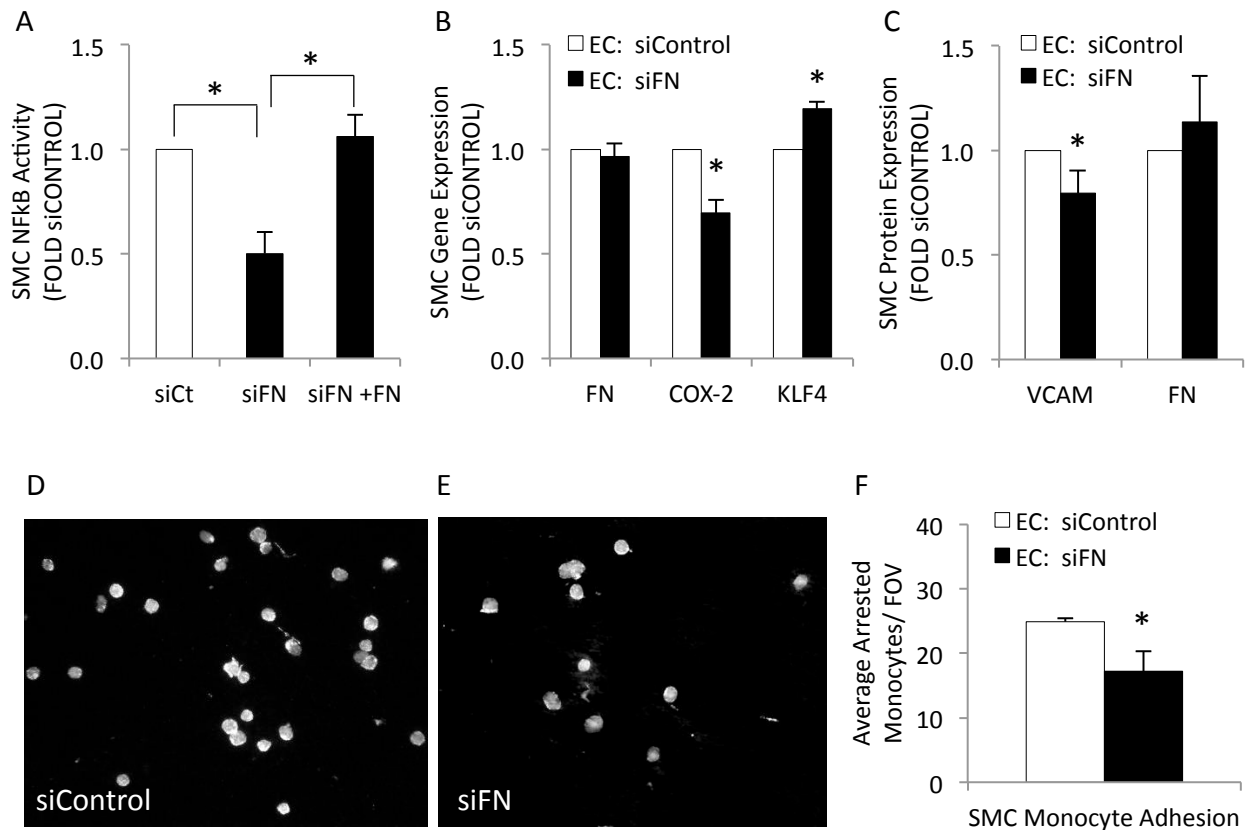 A
SMC NFkB Activity
(FOLD siCONTROL)
1.5
1.0
0.5
0.0
*
*
siCt
siFN
siFN +FN
B
SMC Gene Expression
(FOLD siCONTROL)
1.5
1.0
0.5
0.0
EC: siControl
EC: siFN
*
*
FN
COX-2
KLF4
C
SMC Protein Expression
(FOLD siCONTROL)
1.5
1.0
0.5
0.0
EC: siControl
EC: siFN
*
VCAM
FN
D
siControl
E
siFN
F
Average Arrested
Monocytes/ FOV
40
30
20
10
0
EC: siControl
EC: siFN
*
SMC Monocyte Adhesion